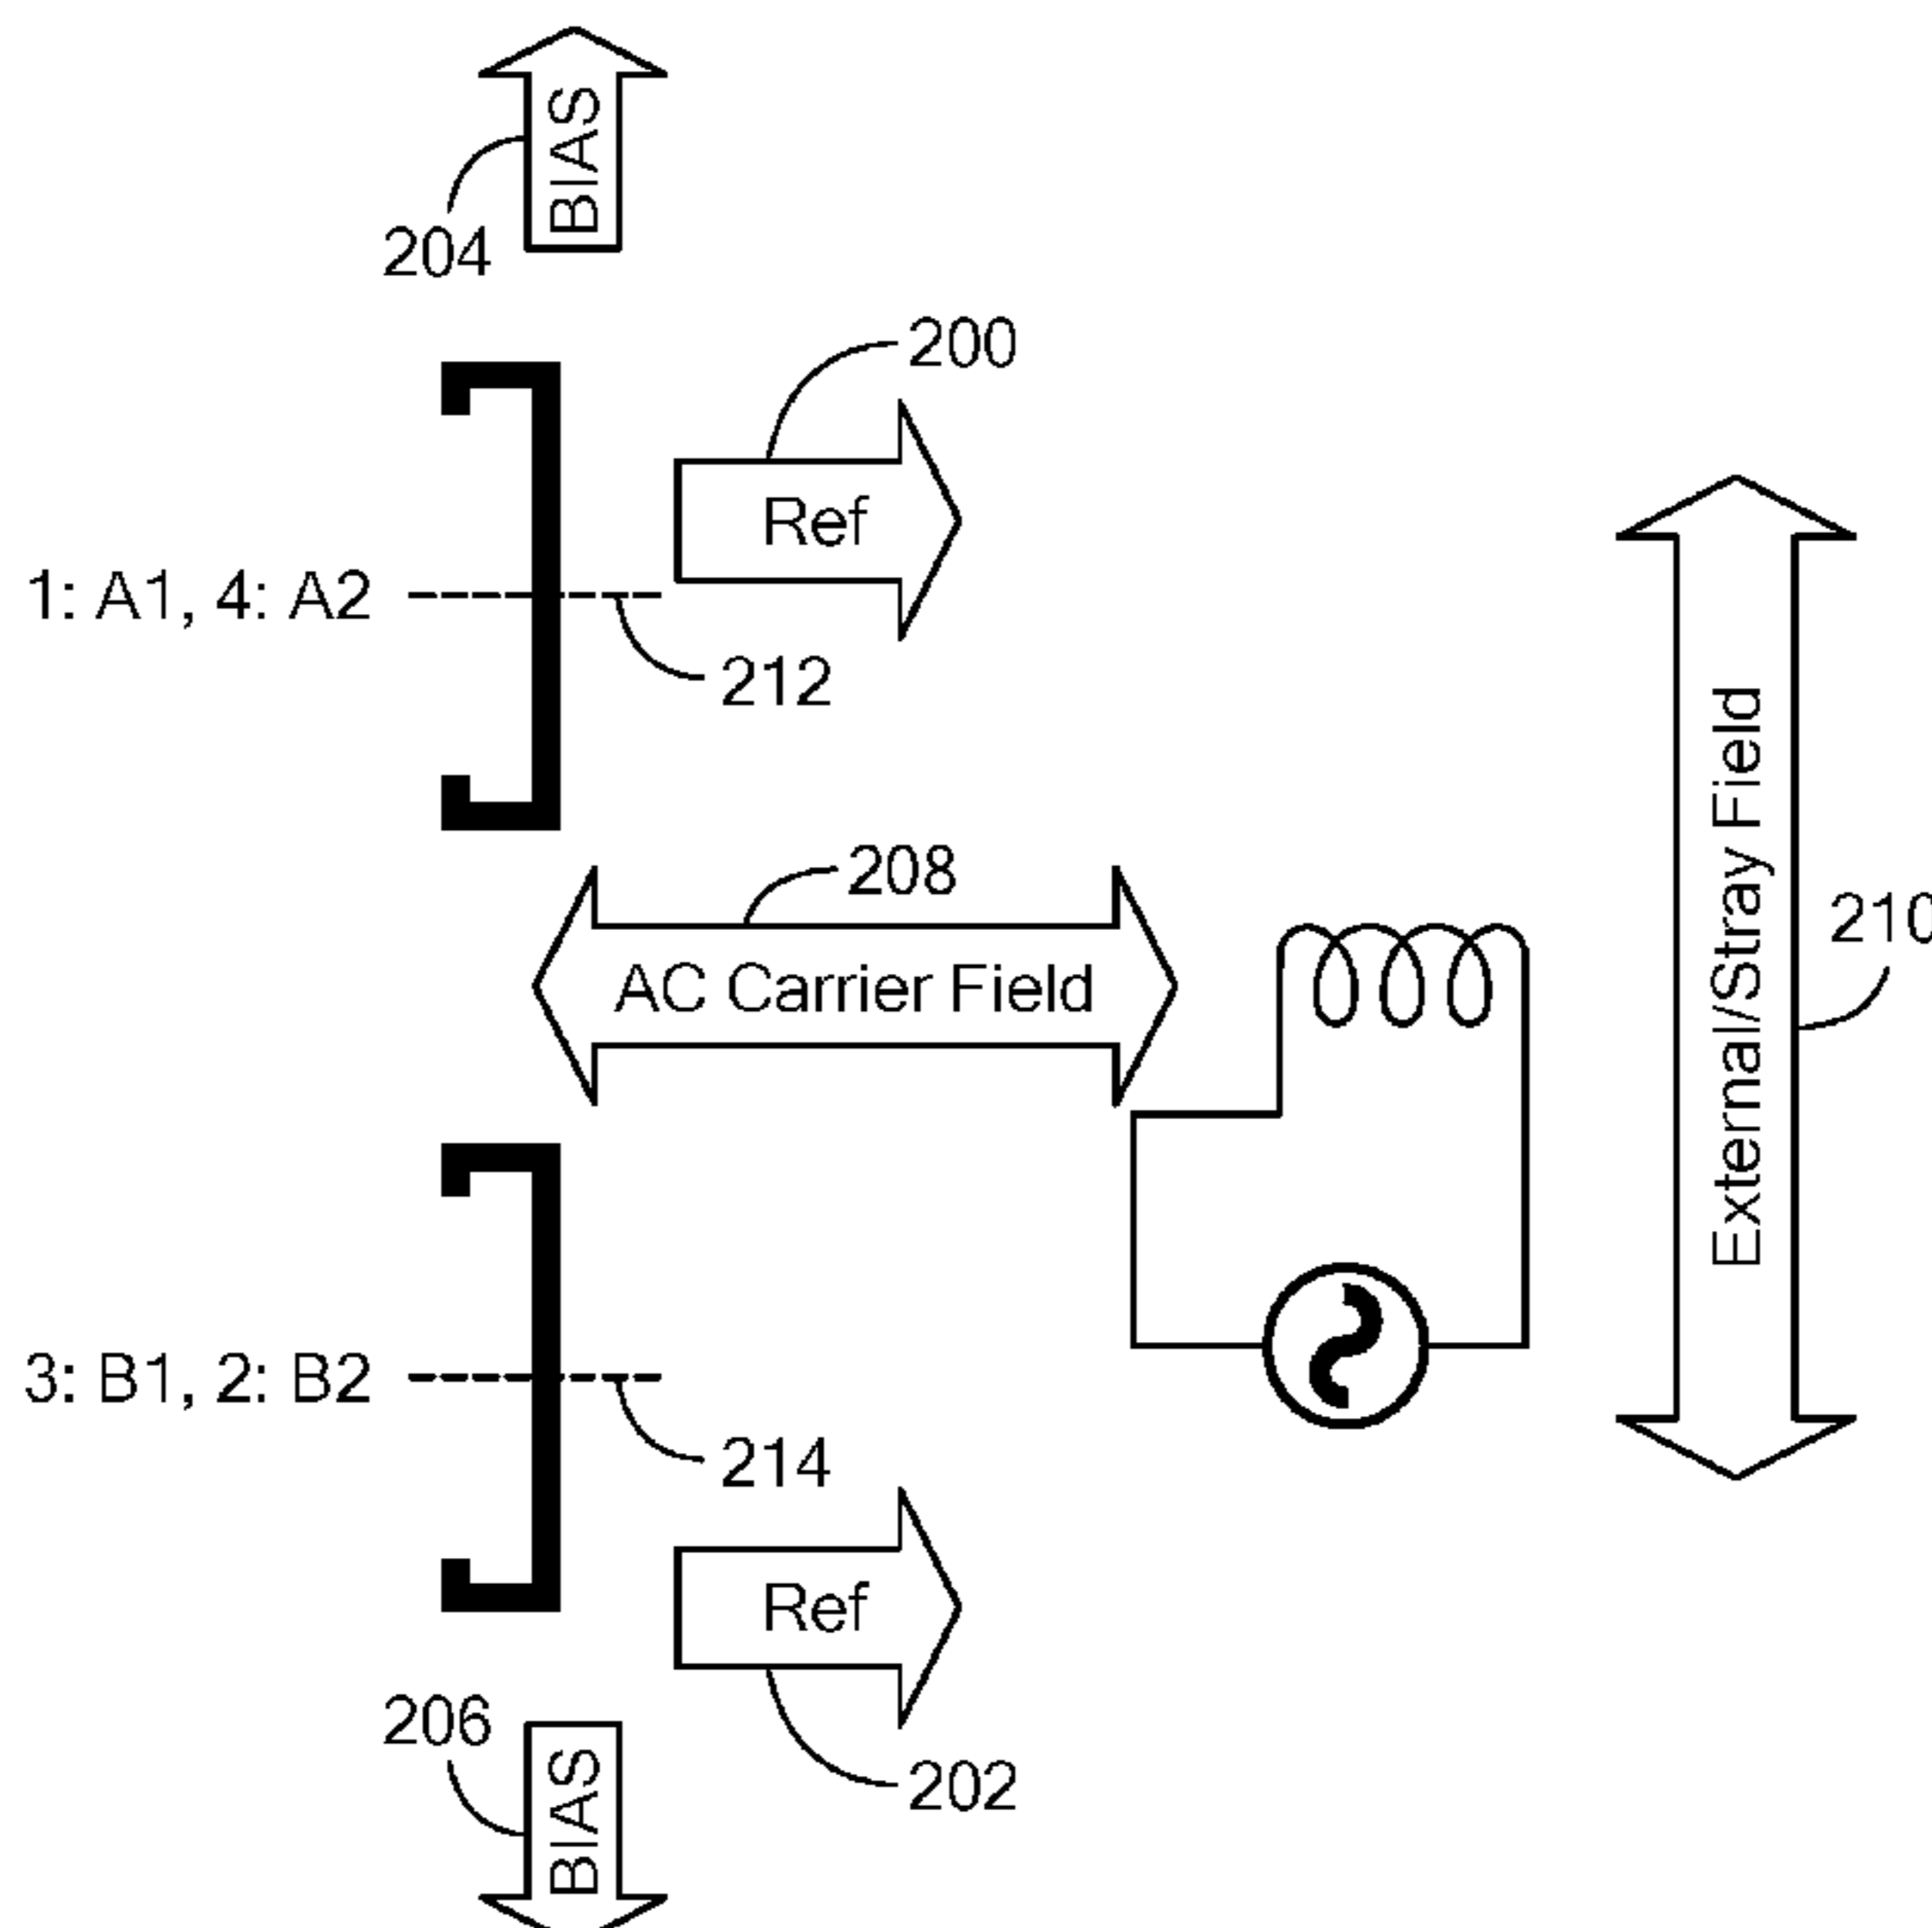 BIAS
204
200
Ref
1: A1, 4: A2
212
208
AC Carrier Field
External/Stray Field
210
3: B1, 2: B2
214
Ref
206
202
BIAS